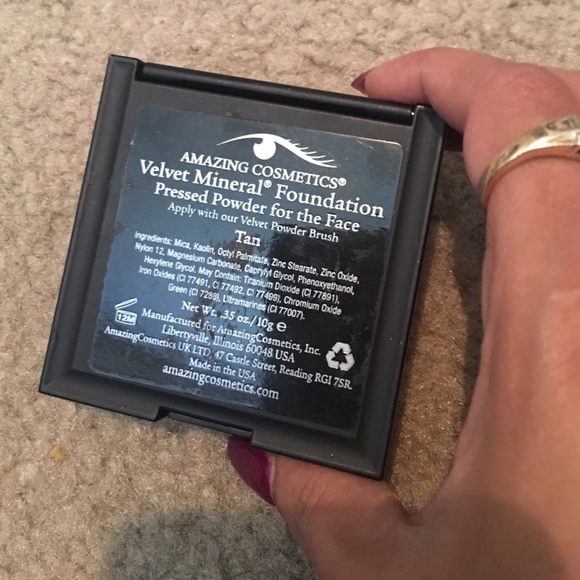 AMAZING COSMETICS®
Velvet Mineral® Foundation
Pressed Powder for the Face
Apply with our Velvet Powder Brush
Tan
Ingredients: Mica, Kaolin, Octyl Palmitate, Zinc Stearate, Zinc Oxide,
Nylon 12, Magnesium Carbonate, Caprylyl Glycol, Phenoxyethanol,
Hexylene Glycol. May Contain: Titanium Dioxide (CI 77891),
Iron Oxides (CI 77491, CI 77492, CI 77499), Chromium Oxide
Green (CI 7288), Ultramarines (CI 77007).
Net Wt. .35 oz./10g e
12M
Manufactured for AmazingCosmetics, Inc.
Libertyville, Illinois 60048 USA
AmazingCosmetics UK LTD, 47 Castle Street, Reading RG1 7SR.
Made in the USA
amazingcosmetics.com